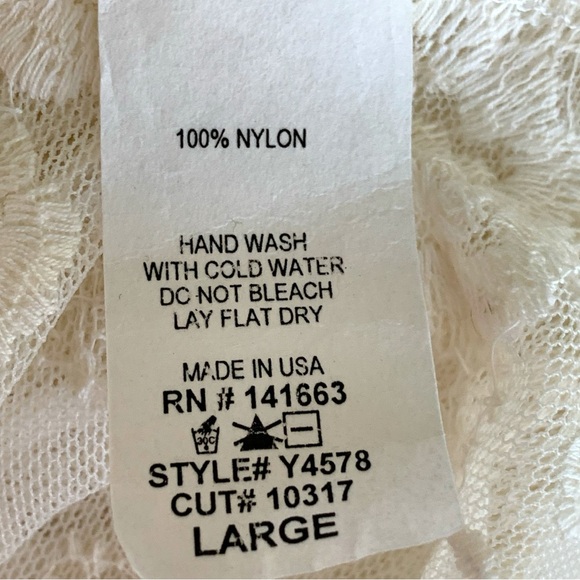 100% NYLON
HAND WASH
WITH COLD WATER
DO NOT BLEACH
LAY FLAT DRY
MADE IN USA
RN # 141663
30C
STYLE# Y4578
CUT# 10317
LARGE